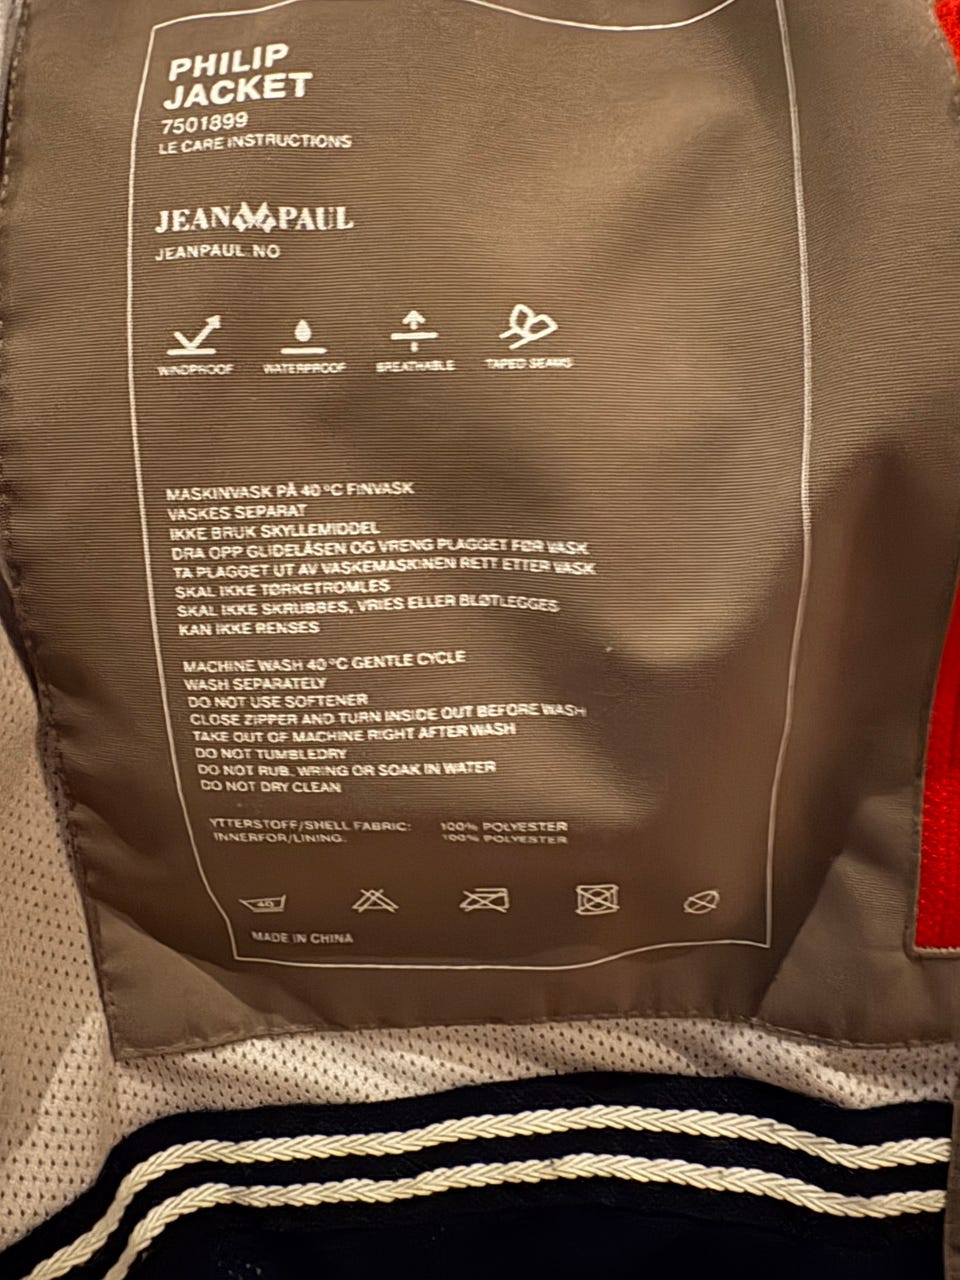 PHILIP
JACKET
7501899
LE CARE INSTRUCTIONS
JEAN PAUL
JEANPAUL.NO
WINDPROOF WATERPROOF BREATHABLE TAPED SEAMS
MASKINVASK PÅ 40 °C FINVASK
VASKES SEPARAT
IKKE BRUK SKYLLEMIDDEL
DRA OPP GLIDELÅSEN OG VRENG PLAGGET FØR VASK
TA PLAGGET UT AV VASKEMASKINEN RETT ETTER VASK
SKAL IKKE TØRKETROMLES
SKAL IKKE SKRUBBES, VRIES ELLER BLØTLEGGES
KAN IKKE RENSES
MACHINE WASH 40 °C GENTLE CYCLE
WASH SEPARATELY
DO NOT USE SOFTENER
CLOSE ZIPPER AND TURN INSIDE OUT BEFORE WASH
TAKE OUT OF MACHINE RIGHT AFTER WASH
DO NOT TUMBLEDRY
DO NOT RUB, WRING OR SOAK IN WATER
DO NOT DRY CLEAN
YTTERSTOFF/SHELL FABRIC: 100% POLYESTER
INNERFOR/LINING: 100% POLYESTER
40
MADE IN CHINA